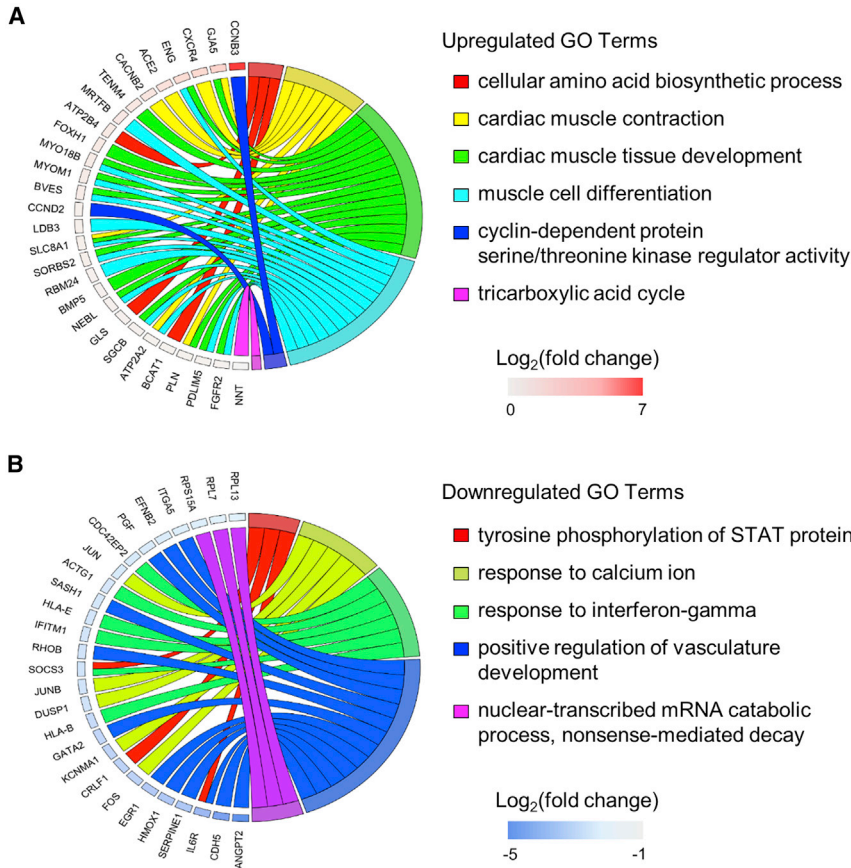 A
CCNB3
GJA5
CXCR4
ENG
ACE2
CACNB2
TENM4
MRTFB
ATP2B4
FOXH1
MYO18B
MYOM1
BVES
CCND2
LDB3
SLC8A1
SORBS2
RBM24
BMP5
NEBL
GLS
SGCB
ATP2A2
BCAT1
PLN
PDLIM5
FGFR2
NNT
Upregulated GO Terms
cellular amino acid biosynthetic process
cardiac muscle contraction
cardiac muscle tissue development
muscle cell differentiation
cyclin-dependent protein
serine/threonine kinase regulator activity
tricarboxylic acid cycle
Log2(fold change)
0 7
B
RPL13
RPL7
RPS15A
ITGA5
EFNB2
PGF
CDC42EP2
JUN
ACTG1
SASH1
HLA-E
IFITM1
RHOB
SOCS3
JUNB
DUSP1
HLA-B
GATA2
KCNMA1
CRLF1
FOS
EGR1
HMOX1
SERPINE1
IL6R
CDH5
ANGPT2
Downregulated GO Terms
tyrosine phosphorylation of STAT protein
response to calcium ion
response to interferon-gamma
positive regulation of vasculature
development
nuclear-transcribed mRNA catabolic
process, nonsense-mediated decay
Log2(fold change)
-5 -1